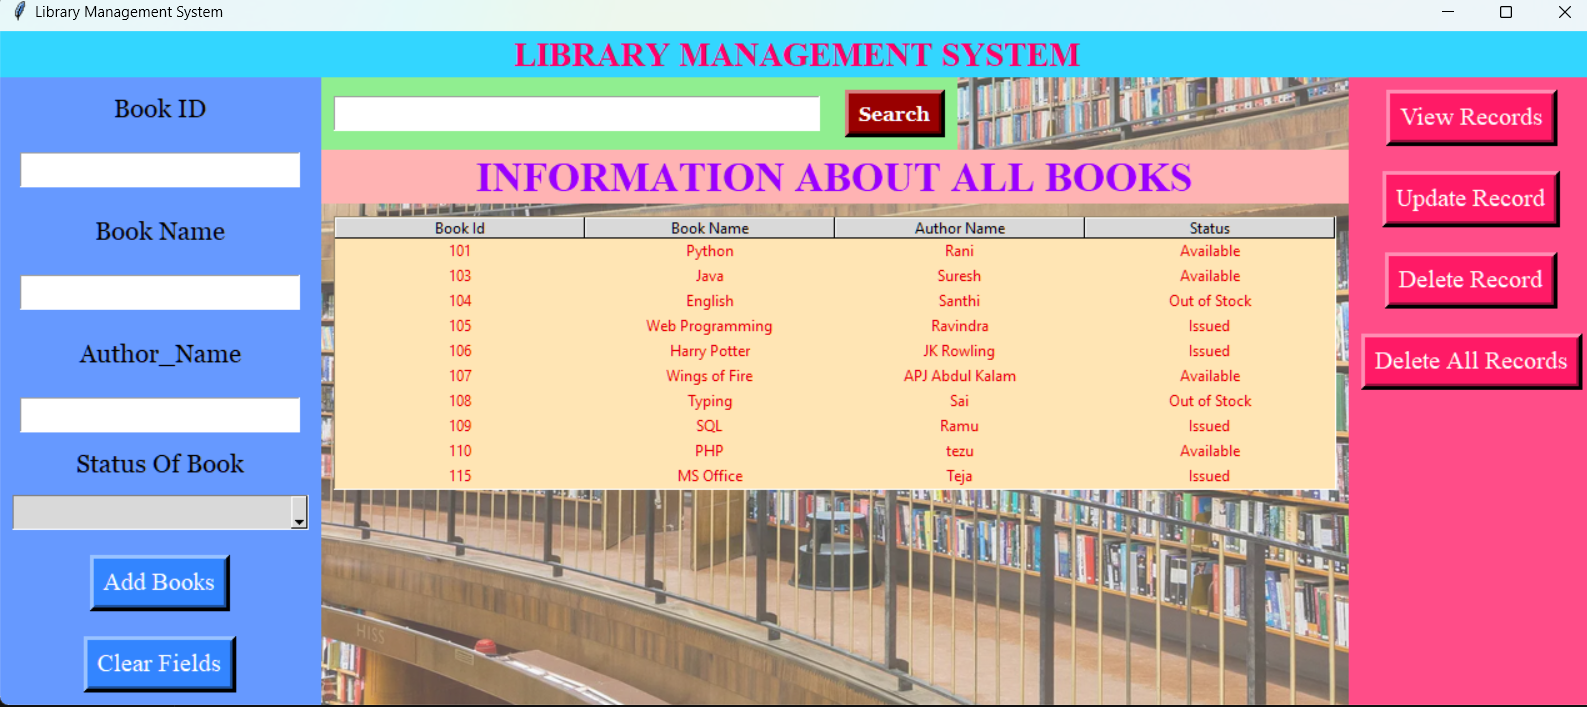 Library Management System
LIBRARY MANAGEMENT SYSTEM
Book ID
Book Name
Author_Name
Status Of Book
Add Books
Clear Fields
Search
INFORMATION ABOUT ALL BOOKS
Book Id Book Name Author Name Status
101 Python Rani Available
103 Java Suresh Available
104 English Santhi Out of Stock
105 Web Programming Ravindra Issued
106 Harry Potter JK Rowling Issued
107 Wings of Fire APJ Abdul Kalam Available
108 Typing Sai Out of Stock
109 SQL Ramu Issued
110 PHP tezu Available
115 MS Office Teja Issued
HISS
View Records
Update Record
Delete Record
Delete All Records